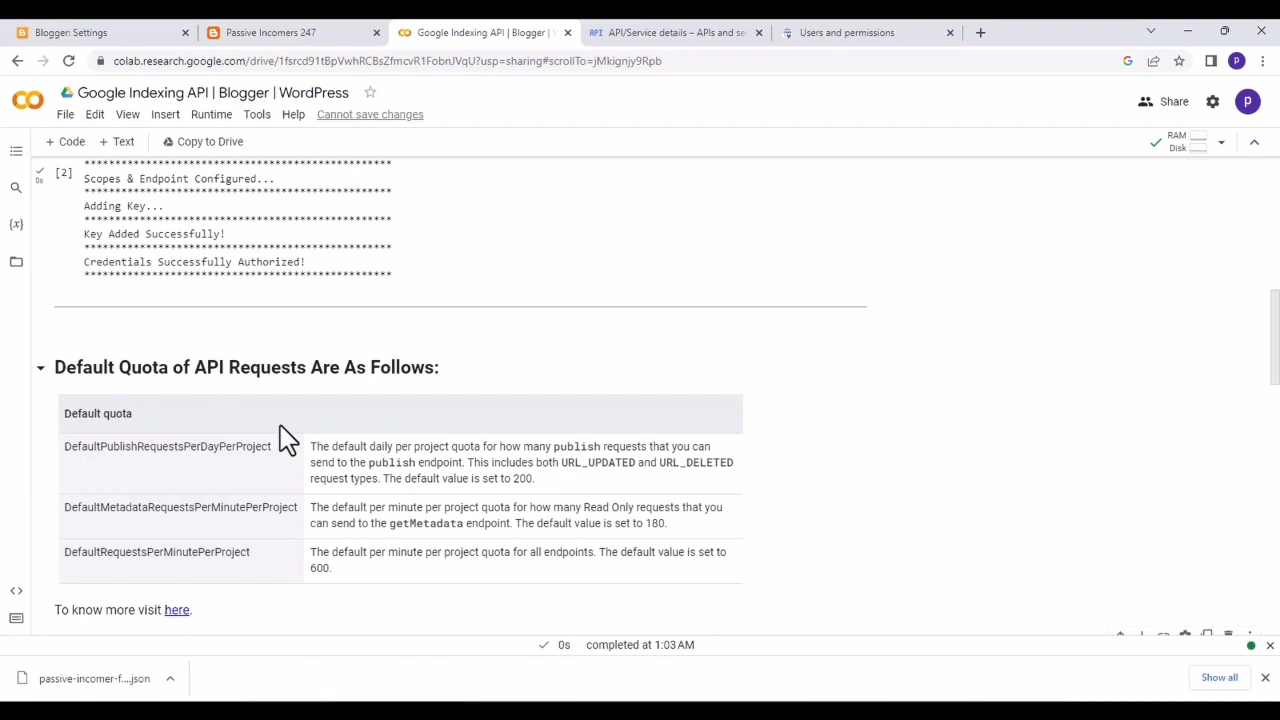 Blogger: Settings
Passive Incomers 247
Google Indexing API | Blogger |
API API/Service details – APIs and se
Users and permissions
colab.research.google.com/drive/1fsrcd91tBpVwhRCBsZfmcvR1FobnJVqU?usp=sharing#scrollTo=jMkignjy9Rpb
P
Google Indexing API | Blogger | WordPress
File Edit View Insert Runtime Tools Help Cannot save changes
Share
P
+ Code + Text Copy to Drive
RAM
Disk
[2]
0s
****************************************************
Scopes & Endpoint Configured...
****************************************************
Adding Key...
****************************************************
Key Added Successfully!
****************************************************
Credentials Successfully Authorized!
****************************************************
{x}
Default Quota of API Requests Are As Follows:
Default quota
DefaultPublishRequestsPerDayPerProject
The default daily per project quota for how many publish requests that you can
send to the publish endpoint. This includes both URL_UPDATED and URL_DELETED
request types. The default value is set to 200.
DefaultMetadataRequestsPerMinutePerProject
The default per minute per project quota for how many Read Only requests that you
can send to the getMetadata endpoint. The default value is set to 180.
DefaultRequestsPerMinutePerProject
The default per minute per project quota for all endpoints. The default value is set to
600.
To know more visit here.
0s completed at 1:03 AM
passive-incomer-f....json
Show all